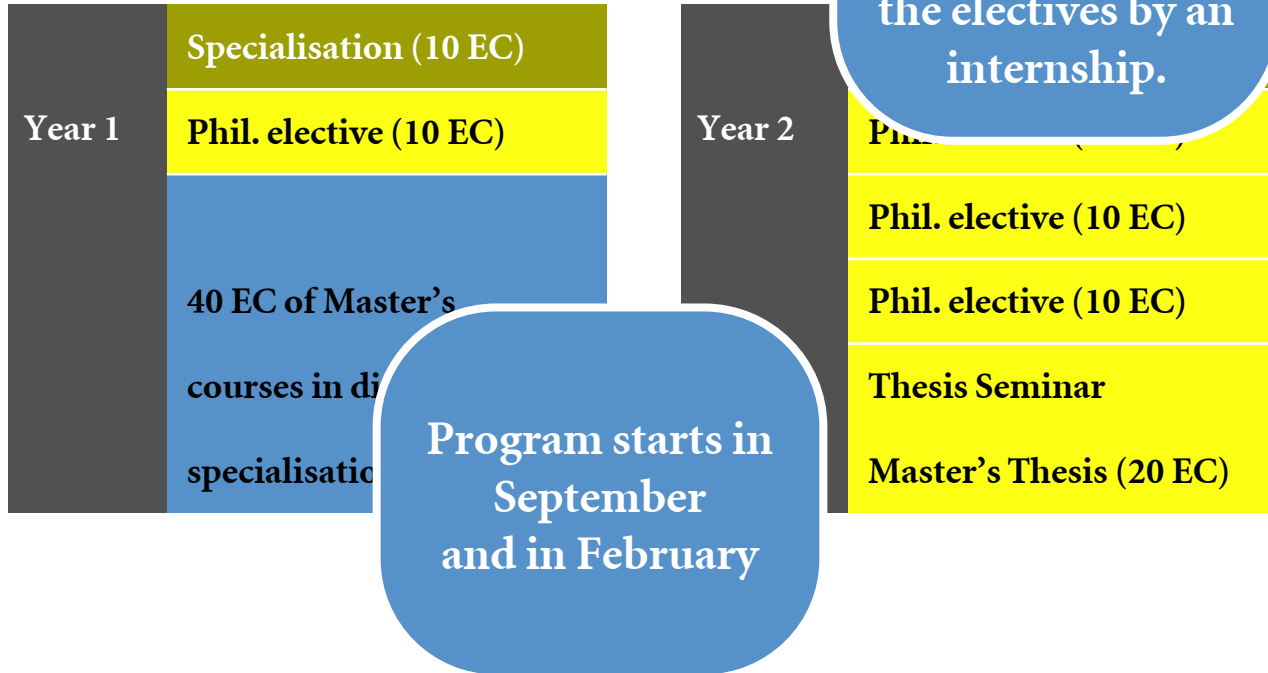 Year 1
Specialisation (10 EC)
Phil. elective (10 EC)
40 EC of Master's
courses in
the electives by an
internship.
Year 2
Phil. elective (10 EC)
Phil. elective (10 EC)
Thesis Seminar
Master's Thesis (20 EC)
Program starts in
September
and in February